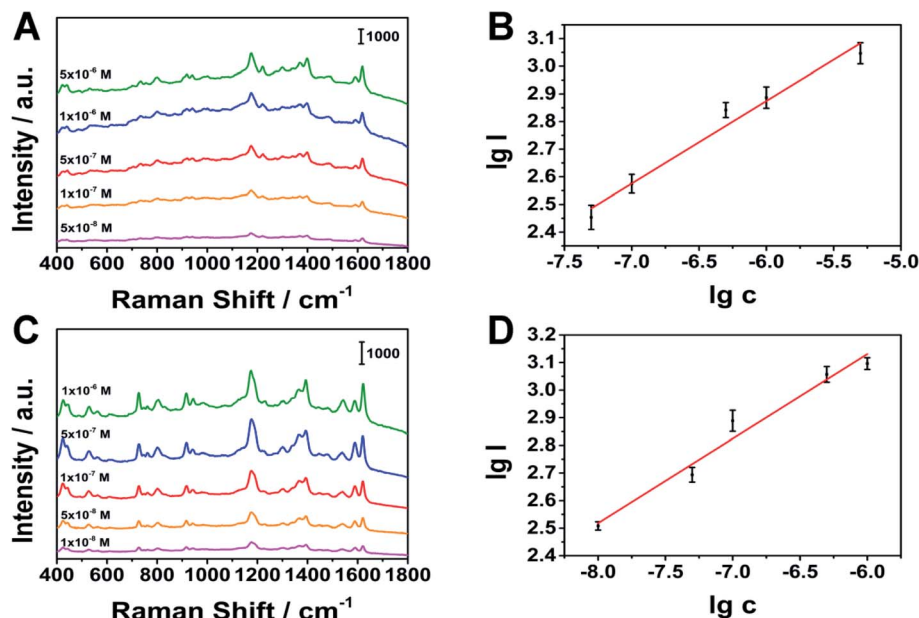 A
1000
5x10⁻⁶ M
1x10⁻⁶ M
5x10⁻⁷ M
1x10⁻⁷ M
5x10⁻⁸ M
Intensity / a.u.
400 600 800 1000 1200 1400 1600 1800
Raman Shift / cm⁻¹
B
3.1
3.0
2.9
2.8
2.7
2.6
2.5
2.4
lg I
-7.5 -7.0 -6.5 -6.0 -5.5 -5.0
lg c
C
1000
1x10⁻⁶ M
5x10⁻⁷ M
1x10⁻⁷ M
5x10⁻⁸ M
1x10⁻⁸ M
Intensity / a.u.
400 600 800 1000 1200 1400 1600 1800
Raman Shift / cm⁻¹
D
3.2
3.1
3.0
2.9
2.8
2.7
2.6
2.5
2.4
lg I
-8.0 -7.5 -7.0 -6.5 -6.0
lg c